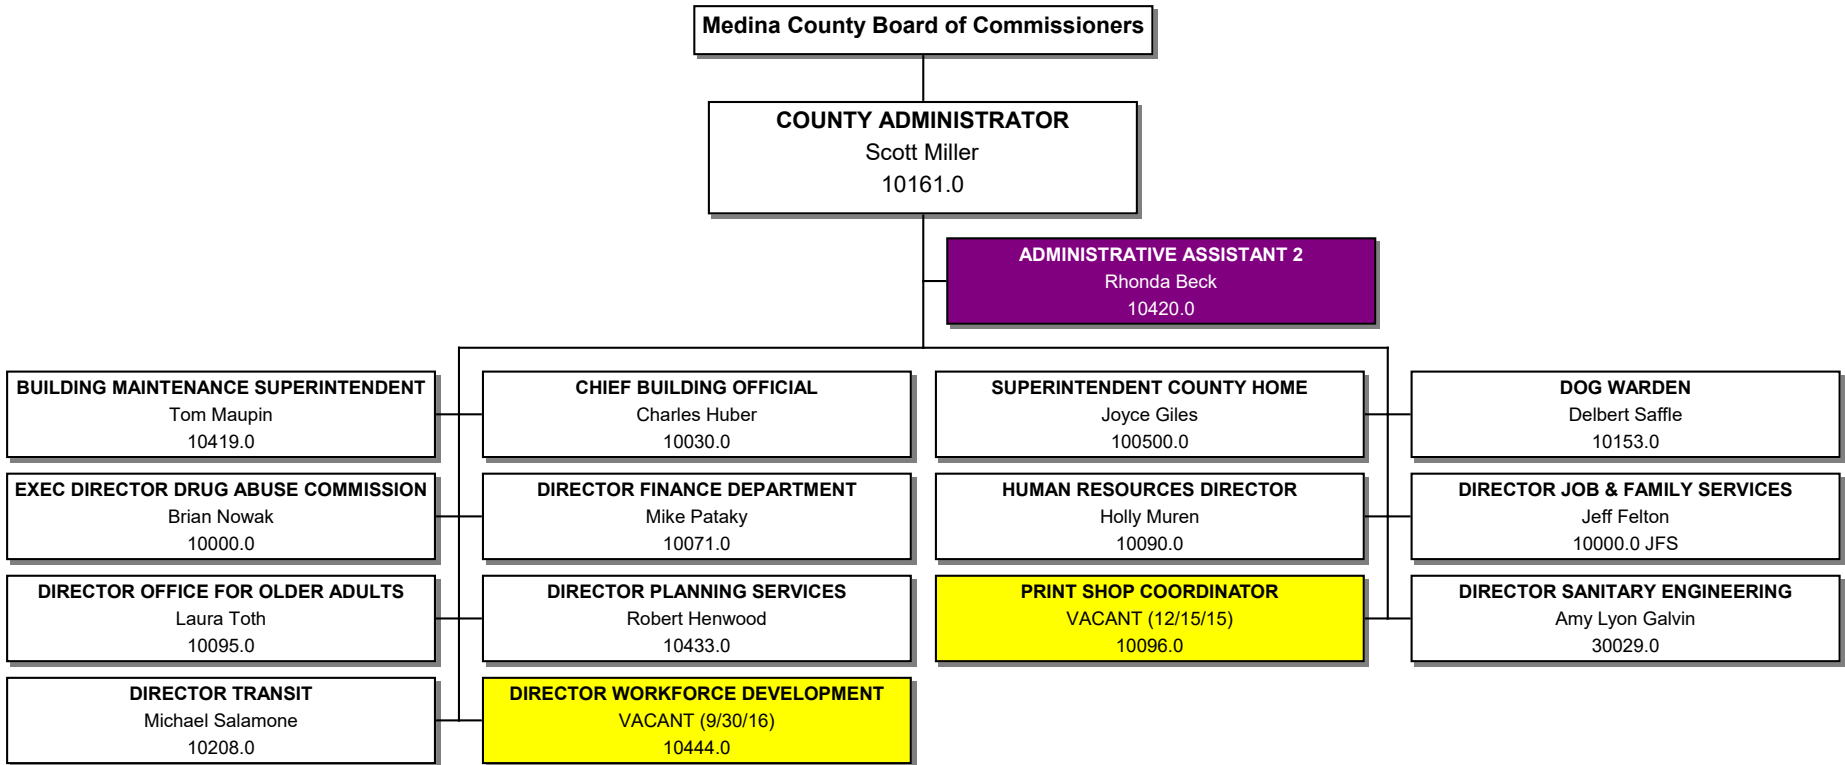 Medina County Board of Commissioners
COUNTY ADMINISTRATOR
Scott Miller
10161.0
ADMINISTRATIVE ASSISTANT 2
Rhonda Beck
10420.0
BUILDING MAINTENANCE SUPERINTENDENT
Tom Maupin
10419.0
CHIEF BUILDING OFFICIAL
Charles Huber
10030.0
SUPERINTENDENT COUNTY HOME
Joyce Giles
100500.0
DOG WARDEN
Delbert Saffle
10153.0
EXEC DIRECTOR DRUG ABUSE COMMISSION
Brian Nowak
10000.0
DIRECTOR FINANCE DEPARTMENT
Mike Pataky
10071.0
HUMAN RESOURCES DIRECTOR
Holly Muren
10090.0
DIRECTOR JOB & FAMILY SERVICES
Jeff Felton
10000.0 JFS
DIRECTOR OFFICE FOR OLDER ADULTS
Laura Toth
10095.0
DIRECTOR PLANNING SERVICES
Robert Henwood
10433.0
PRINT SHOP COORDINATOR
VACANT (12/15/15)
10096.0
DIRECTOR SANITARY ENGINEERING
Amy Lyon Galvin
30029.0
DIRECTOR TRANSIT
Michael Salamone
10208.0
DIRECTOR WORKFORCE DEVELOPMENT
VACANT (9/30/16)
10444.0